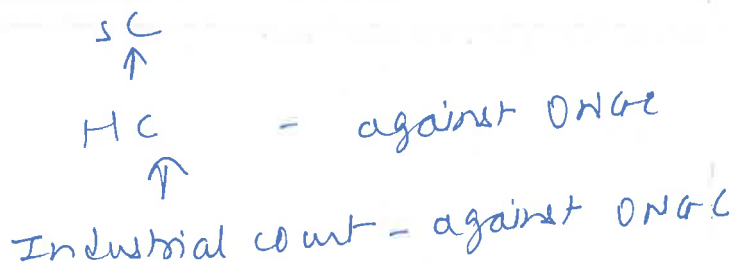 SC
↑
HC - against ONGC
↑
Industrial court - against ONGC